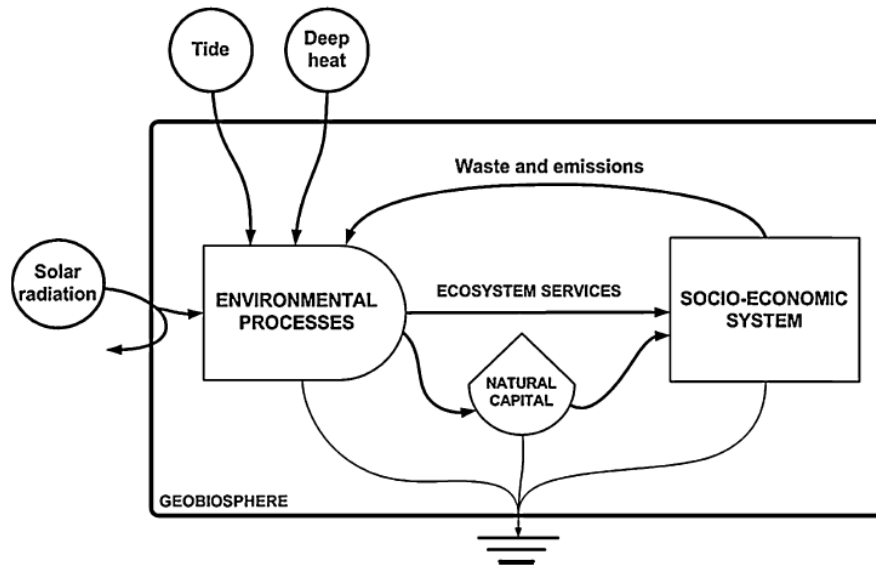 Tide
Deep
heat
Waste and emissions
Solar
radiation
ENVIRONMENTAL
PROCESSES
ECOSYSTEM SERVICES
SOCIO-ECONOMIC
SYSTEM
NATURAL
CAPITAL
GEOBIOSPHERE